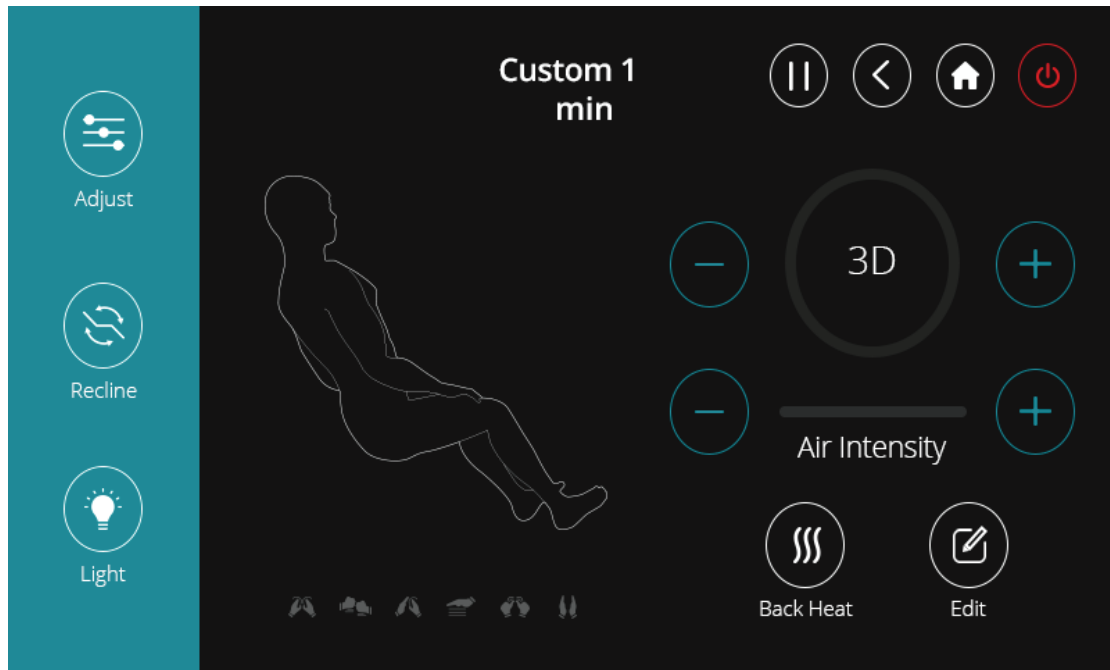 Custom 1
min
Adjust
3D
Recline
Air Intensity
Light
Back Heat
Edit